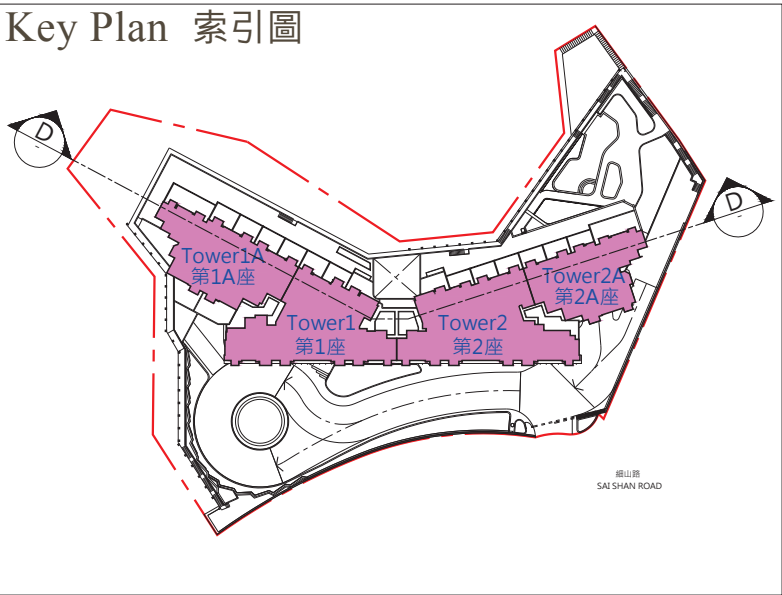 Key Plan 索引圖
D
D
Tower1A
第1A座
Tower2A
第2A座
Tower1
第1座
Tower2
第2座
細山路
SAI SHAN ROAD